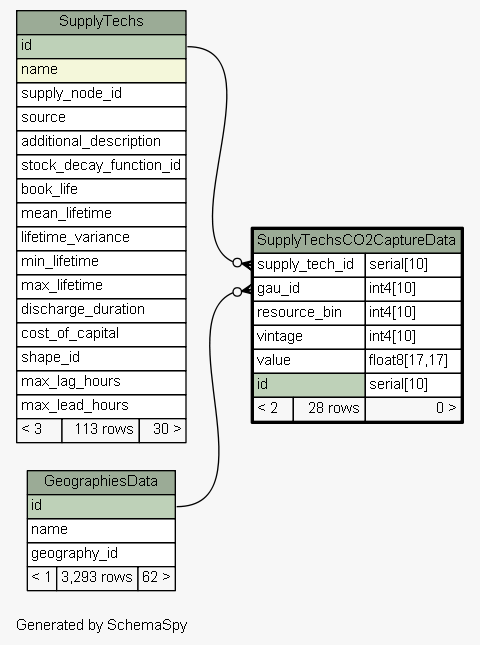 SupplyTechs
id
name
supply_node_id
source
additional_description
stock_decay_function_id
book_life
mean_lifetime
lifetime_variance
min_lifetime
max_lifetime
discharge_duration
cost_of_capital
shape_id
max_lag_hours
max_lead_hours
< 3 113 rows 30 >
SupplyTechsCO2CaptureData
supply_tech_id serial[10]
gau_id int4[10]
resource_bin int4[10]
vintage int4[10]
value float8[17,17]
id serial[10]
< 2 28 rows 0 >
GeographiesData
id
name
geography_id
< 1 3,293 rows 62 >
Generated by SchemaSpy